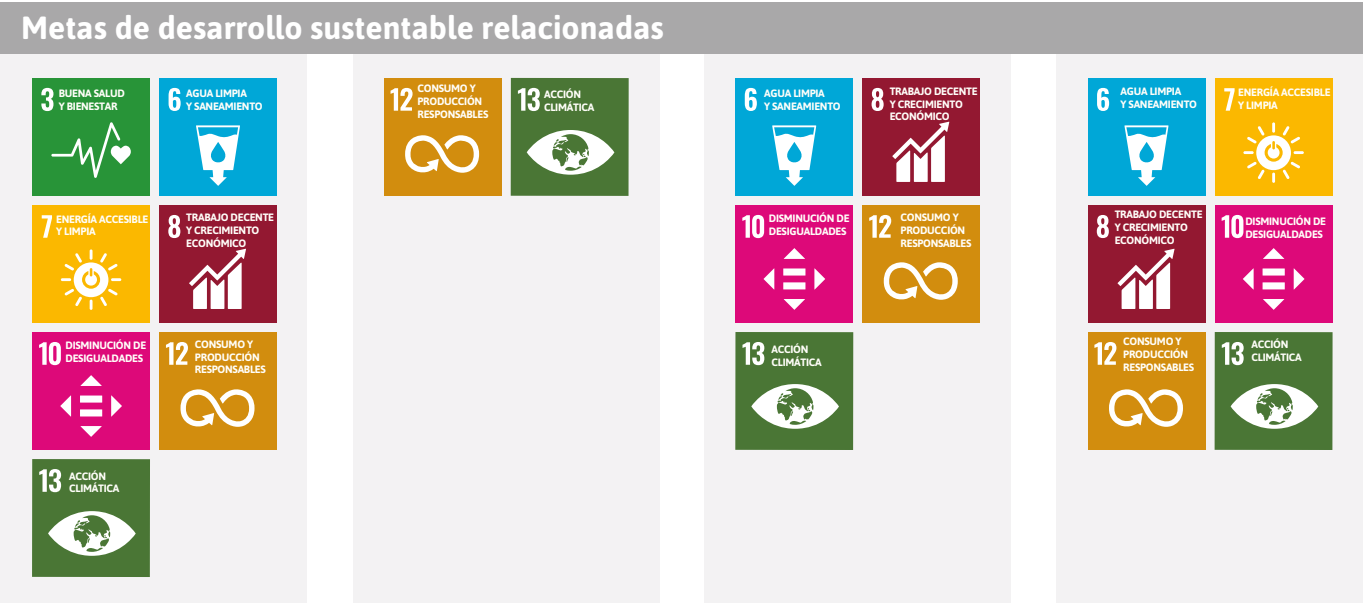 Metas de desarrollo sustentable relacionadas
3 BUENA SALUD
Y BIENESTAR
6 AGUA LIMPIA
Y SANEAMIENTO
7 ENERGÍA ACCESIBLE
Y LIMPIA
8 TRABAJO DECENTE
Y CRECIMIENTO
ECONÓMICO
10 DISMINUCIÓN DE
DESIGUALDADES
12 CONSUMO Y
PRODUCCIÓN
RESPONSABLES
13 ACCIÓN
CLIMÁTICA
12 CONSUMO Y
PRODUCCIÓN
RESPONSABLES
13 ACCIÓN
CLIMÁTICA
6 AGUA LIMPIA
Y SANEAMIENTO
8 TRABAJO DECENTE
Y CRECIMIENTO
ECONÓMICO
10 DISMINUCIÓN DE
DESIGUALDADES
12 CONSUMO Y
PRODUCCIÓN
RESPONSABLES
13 ACCIÓN
CLIMÁTICA
6 AGUA LIMPIA
Y SANEAMIENTO
7 ENERGÍA ACCESIBLE
Y LIMPIA
8 TRABAJO DECENTE
Y CRECIMIENTO
ECONÓMICO
10 DISMINUCIÓN DE
DESIGUALDADES
12 CONSUMO Y
PRODUCCIÓN
RESPONSABLES
13 ACCIÓN
CLIMÁTICA